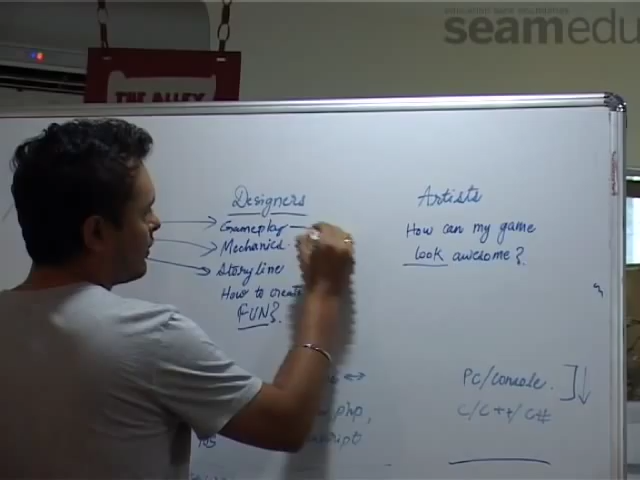 seamedu
THE ALLEY
Designers
Gameplay
Mechanics
Storyline
How to create
FUN?
Artists
How can my game
look awesome?
PC/console.
C/C++/C#
php,